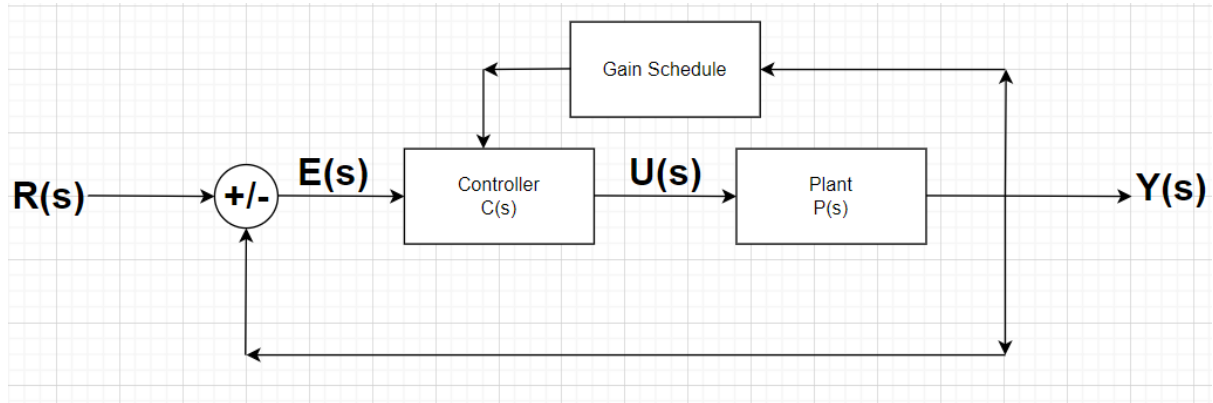 Gain Schedule
R(s)
+/-
E(s)
Controller
C(s)
U(s)
Plant
P(s)
Y(s)